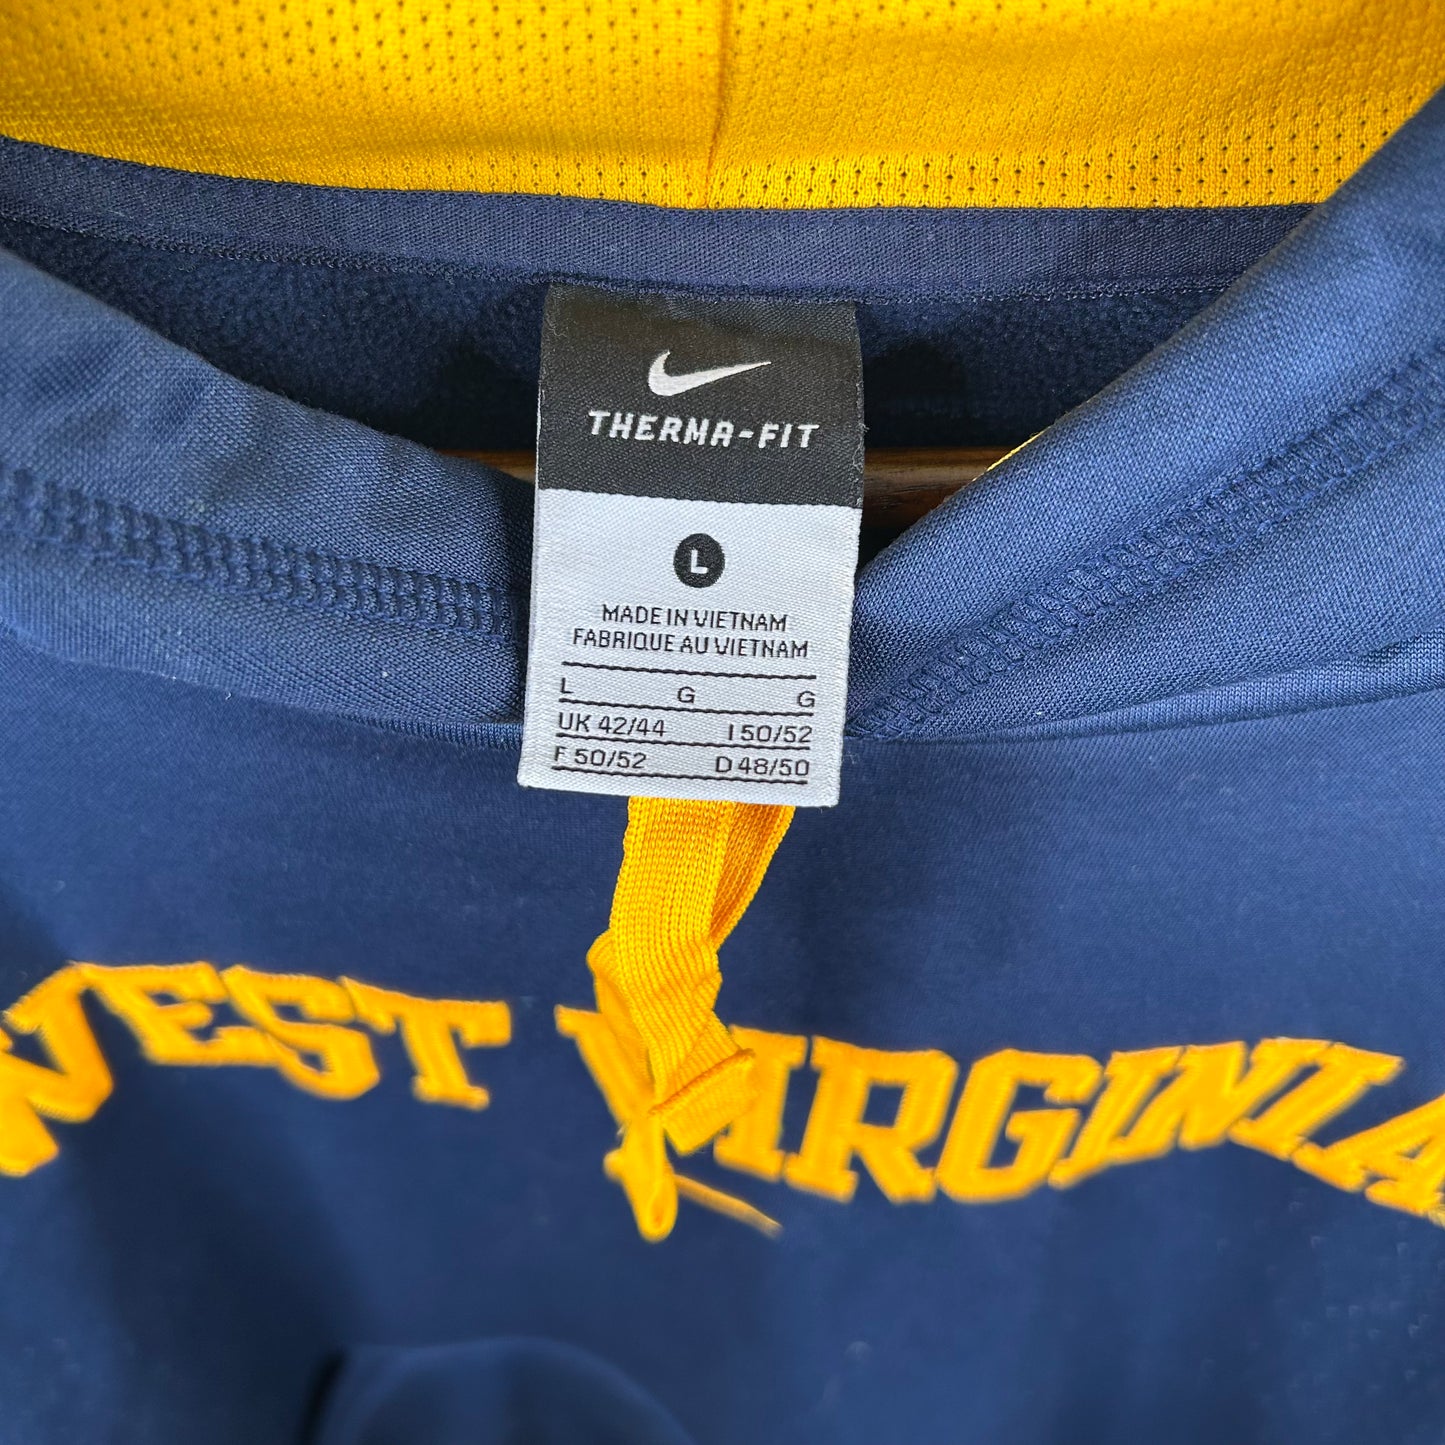 THERMA-FIT
L
MADE IN VIETNAM
FABRIQUE AU VIETNAM
L G G
UK 42/44 I 50/52
F 50/52 D 48/50
WEST VIRGINIA